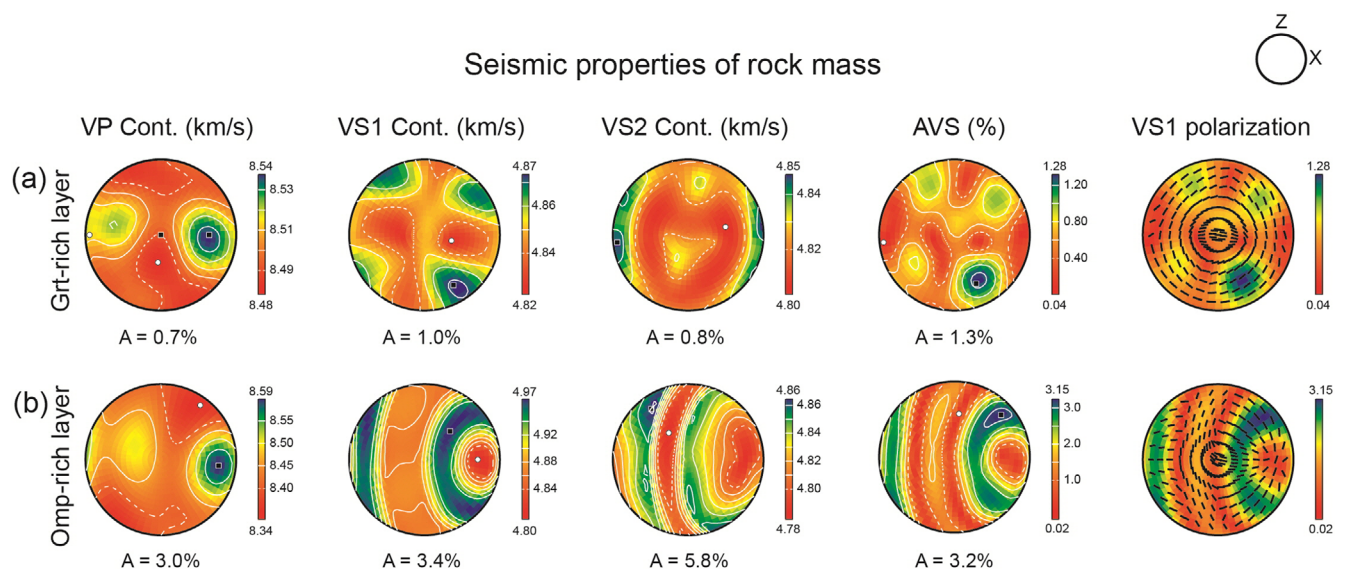 Z
X
Seismic properties of rock mass
VP Cont. (km/s)
VS1 Cont. (km/s)
VS2 Cont. (km/s)
AVS (%)
VS1 polarization
(a)
Grt-rich layer
8.54
8.53
8.51
8.49
8.48
A = 0.7%
4.87
4.86
4.84
4.82
A = 1.0%
4.85
4.84
4.82
4.80
A = 0.8%
1.28
1.20
0.80
0.40
0.04
A = 1.3%
1.28
0.04
(b)
Omp-rich layer
8.59
8.55
8.50
8.45
8.40
8.34
A = 3.0%
4.97
4.92
4.88
4.84
4.80
A = 3.4%
4.86
4.84
4.82
4.80
4.78
A = 5.8%
3.15
3.0
2.0
1.0
0.02
A = 3.2%
3.15
0.02